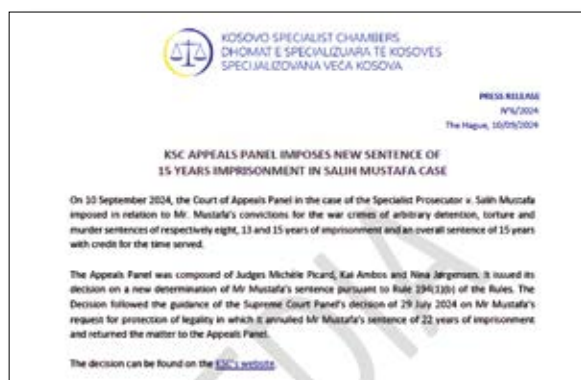 KOSOVO SPECIALIST CHAMBERS
DHOMAT E SPECIALIZUARA TË KOSOVËS
SPECIJALIZOVANA VEĆA KOSOVA
PRESS RELEASE
N°6/2024
The Hague, 10/09/2024
KSC APPEALS PANEL IMPOSES NEW SENTENCE OF
15 YEARS IMPRISONMENT IN SALIH MUSTAFA CASE
On 10 September 2024, the Court of Appeals Panel in the case of the Specialist Prosecutor v. Salih Mustafa
imposed in relation to Mr. Mustafa's convictions for the war crimes of arbitrary detention, torture and
murder sentences of respectively eight, 13 and 15 years of imprisonment and an overall sentence of 15 years
with credit for the time served.
The Appeals Panel was composed of Judges Michèle Picard, Kai Ambos and Nina Jørgensen. It issued its
decision on a new determination of Mr Mustafa's sentence pursuant to Rule 194(1)(b) of the Rules. The
Decision followed the guidance of the Supreme Court Panel's decision of 29 July 2024 on Mr Mustafa's
request for protection of legality in which it annulled Mr Mustafa's sentence of 22 years of imprisonment
and returned the matter to the Appeals Panel.
The decision can be found on the KSC's website.